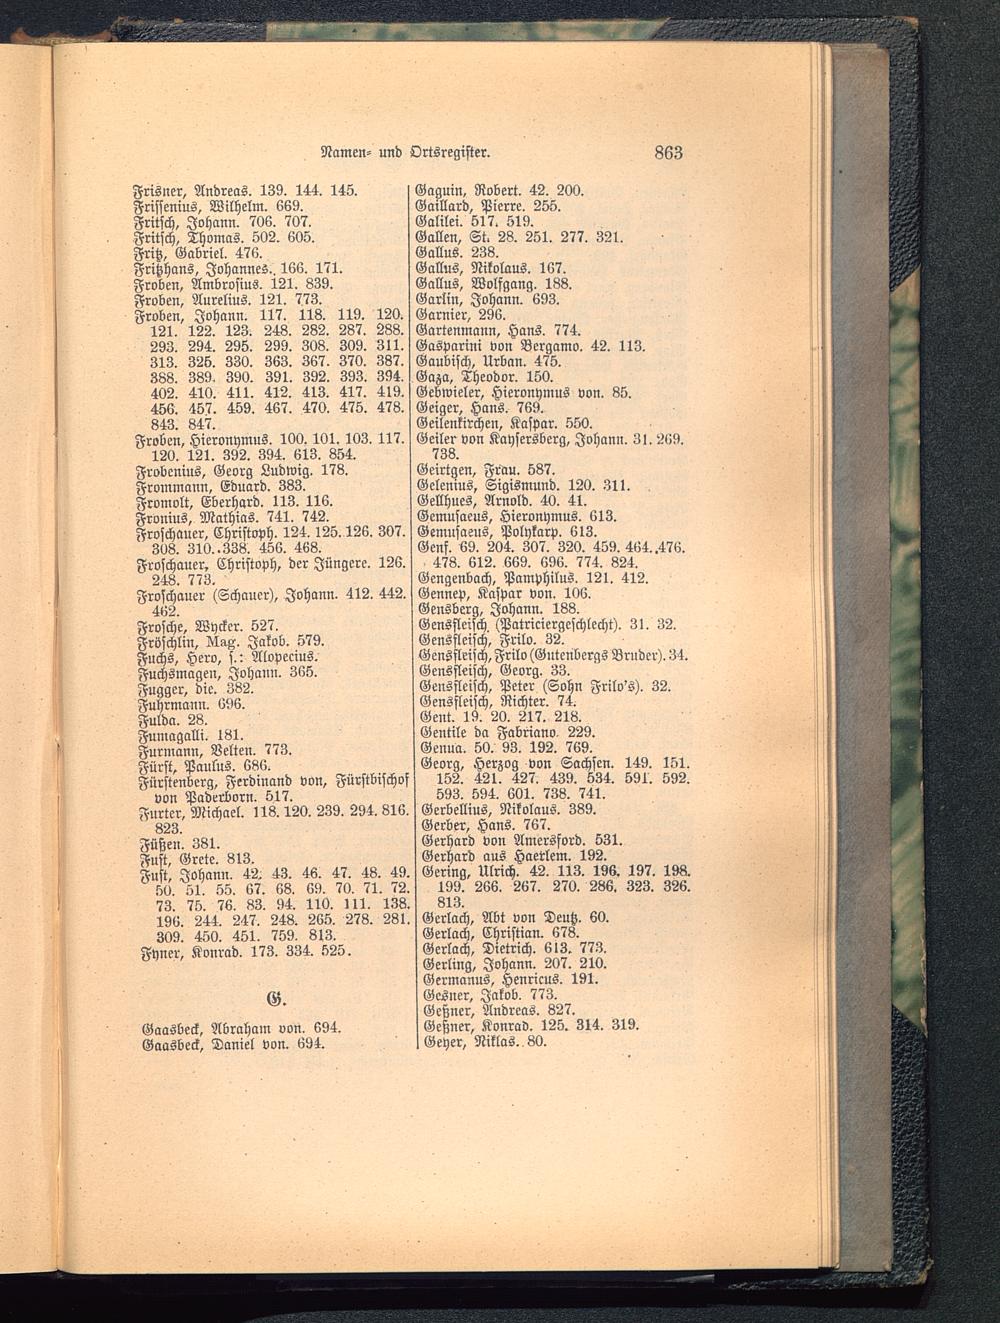 Namen- und Ortsregister. 863
Frisner, Andreas. 139. 144. 145.
Frissenius, Wilhelm. 669.
Fritsch, Johann. 706. 707.
Fritsch, Thomas. 502. 605.
Fritz, Gabriel. 476.
Fritzhans, Johannes. 166. 171.
Froben, Ambrosius. 121. 839.
Froben, Aurelius. 121. 773.
Froben, Johann. 117. 118. 119. 120.
121. 122. 123. 248. 282. 287. 288.
293. 294. 295. 299. 308. 309. 311.
313. 325. 330. 363. 367. 370. 387.
388. 389. 390. 391. 392. 393. 394.
402. 410. 411. 412. 413. 417. 419.
456. 457. 459. 467. 470. 475. 478.
843. 847.
Froben, Hieronymus. 100. 101. 103. 117.
120. 121. 392. 394. 613. 854.
Frobenius, Georg Ludwig. 178.
Frommann, Eduard. 383.
Fromolt, Eberhard. 113. 116.
Fronius, Mathias. 741. 742.
Froschauer, Christoph. 124. 125. 126. 307.
308. 310. 338. 456. 468.
Froschauer, Christoph, der Jüngere. 126.
248. 773.
Froschauer (Schauer), Johann. 412. 442.
462.
Frosche, Wycker. 527.
Fröschlin, Mag. Jakob. 579.
Fuchs, Hero, s.: Alopecius.
Fuchsmagen, Johann. 365.
Fugger, die. 382.
Fuhrmann. 696.
Fulda. 28.
Fumagalli. 181.
Furmann, Velten. 773.
Fürst, Paulus. 686.
Fürstenberg, Ferdinand von, Fürstbischof
von Paderborn. 517.
Furter, Michael. 118. 120. 239. 294. 816.
823.
Füßen. 381.
Fust, Grete. 813.
Fust, Johann. 42. 43. 46. 47. 48. 49.
50. 51. 55. 67. 68. 69. 70. 71. 72.
73. 75. 76. 83. 94. 110. 111. 138.
196. 244. 247. 248. 265. 278. 281.
309. 450. 451. 759. 813.
Fyner, Konrad. 173. 334. 525.
G.
Gaasbeck, Abraham von. 694.
Gaasbeck, Daniel von. 694.
Gaguin, Robert. 42. 200.
Gaillard, Pierre. 255.
Galilei. 517. 519.
Gallen, St. 28. 251. 277. 321.
Gallus. 238.
Gallus, Nikolaus. 167.
Gallus, Wolfgang. 188.
Garlin, Johann. 693.
Garnier, 296.
Gartenmann, Hans. 774.
Gasparini von Bergamo. 42. 113.
Gaubisch, Urban. 475.
Gaza, Theodor. 150.
Gebwieler, Hieronymus von. 85.
Geiger, Hans. 769.
Geilenkirchen, Kaspar. 550.
Geiler von Kaysersberg, Johann. 31. 269.
738.
Geirtgen, Frau. 587.
Gelenius, Sigismund. 120. 311.
Gellhues, Arnold. 40. 41.
Gemusaeus, Hieronymus. 613.
Gemusaeus, Polykarp. 613.
Genf. 69. 204. 307. 320. 459. 464. 476.
478. 612. 669. 696. 774. 824.
Gengenbach, Pamphilus. 121. 412.
Gennep, Kaspar von. 106.
Gensberg, Johann. 188.
Gensfleisch (Patriciergeschlecht). 31. 32.
Gensfleisch, Frilo. 32.
Gensfleisch, Frilo (Gutenbergs Bruder). 34.
Gensfleisch, Georg. 33.
Gensfleisch, Peter (Sohn Frilo's). 32.
Gensfleisch, Richter. 74.
Gent. 19. 20. 217. 218.
Gentile da Fabriano. 229.
Genua. 50. 93. 192. 769.
Georg, Herzog von Sachsen. 149. 151.
152. 421. 427. 439. 534. 591. 592.
593. 594. 601. 738. 741.
Gerbellius, Nikolaus. 389.
Gerber, Hans. 767.
Gerhard von Amersford. 531.
Gerhard aus Haerlem. 192.
Gering, Ulrich. 42. 113. 196. 197. 198.
199. 266. 267. 270. 286. 323. 326.
813.
Gerlach, Abt von Deutz. 60.
Gerlach, Christian. 678.
Gerlach, Dietrich. 613. 773.
Gerling, Johann. 207. 210.
Germanus, Henricus. 191.
Gesner, Jakob. 773.
Geßner, Andreas. 827.
Geßner, Konrad. 125. 314. 319.
Geyer, Niklas. 80.